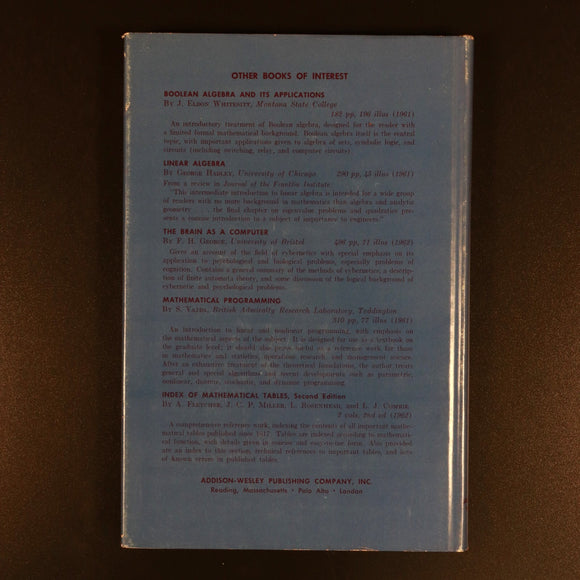 OTHER BOOKS OF INTEREST
BOOLEAN ALGEBRA AND ITS APPLICATIONS
By J. Eldon Whitesitt, Montana State College
182 pp, 126 illus (1961)
An introductory treatment of Boolean algebra, designed for the reader with
a limited formal mathematical background. Boolean algebra itself is the central
topic, with important applications given to algebra of sets, symbolic logic, and
circuits (including switching, relay, and computer circuits)
LINEAR ALGEBRA
By George Hadley, University of Chicago 290 pp, 45 illus (1961)
From a review in Journal of the Franklin Institute:
"This intermediate introduction to linear algebra is intended for a wide group
of readers with no more background in mathematics than algebra and analytic
geometry . . . the final chapter on eigenvalue problems and quadratics pre-
sents a concise introduction to a subject of importance to engineers."
THE BRAIN AS A COMPUTER
By F. H. George, University of Bristol 496 pp, 71 illus (1962)
Gives an account of the field of cybernetics with special emphasis on its
application to psychological and biological problems, especially problems of
cognition. Contains a general summary of the methods of cybernetics, a descrip-
tion of finite automata theory, and some discussion of the logical background of
cybernetic and psychological problems.
MATHEMATICAL PROGRAMMING
By S. Vajda, British Admiralty Research Laboratory, Teddington
310 pp, 77 illus (1961)
An introduction to linear and nonlinear programming, with emphasis on
the mathematical aspects of the subject. It is designed for use as a textbook on
the graduate level; it should also prove useful as a reference work for those
in mathematics and statistics, operations research, and management science.
After an exhaustive treatment of the theoretical foundations, the author treats
general and special algorithms and recent developments such as parametric,
nonlinear, discrete, stochastic, and dynamic programming.
INDEX OF MATHEMATICAL TABLES, Second Edition
By A. Fletcher, J. C. P. Miller, L. Rosenhead, and L. J. Comrie
2 vols, 2nd ed (1962)
A comprehensive reference work, indexing the contents of all important mathe-
matical tables published since Tables are indexed according to mathemati-
cal function, with details given in concise and easy-to-use form. Also provided
are an index to this section, technical references to important tables, and lists
of known errors in published tables.
ADDISON-WESLEY PUBLISHING COMPANY, INC.
Reading, Massachusetts • Palo Alto • London